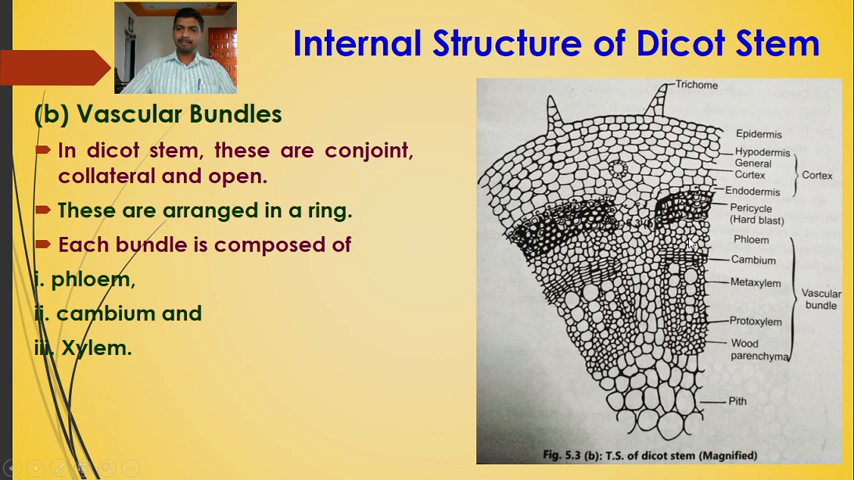 Internal Structure of Dicot Stem
(b) Vascular Bundles
In dicot stem, these are conjoint,
collateral and open.
These are arranged in a ring.
Each bundle is composed of
i. phloem,
ii. cambium and
iii. Xylem.
Trichome
Epidermis
Hypodermis
General
Cortex
Cortex
Endodermis
Pericycle
(Hard blast)
Phloem
Cambium
Metaxylem
Vascular
bundle
Protoxylem
Wood
parenchyma
Pith
Fig. 5.3 (b): T.S. of dicot stem (Magnified)